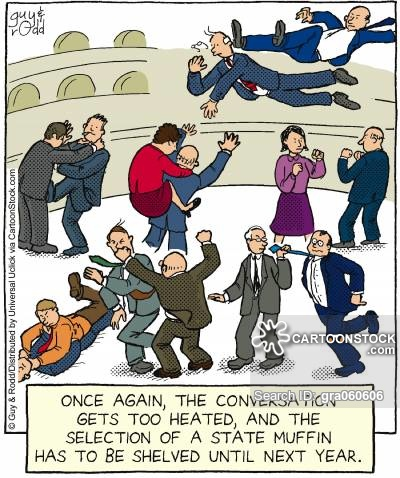 guy &
rodd
© Guy & Rodd/Distributed by Universal Uclick via CartoonStock.com
CARTOONSTOCK
.com
Search ID: gra060606
ONCE AGAIN, THE CONVERSATION
GETS TOO HEATED, AND THE
SELECTION OF A STATE MUFFIN
HAS TO BE SHELVED UNTIL NEXT YEAR.